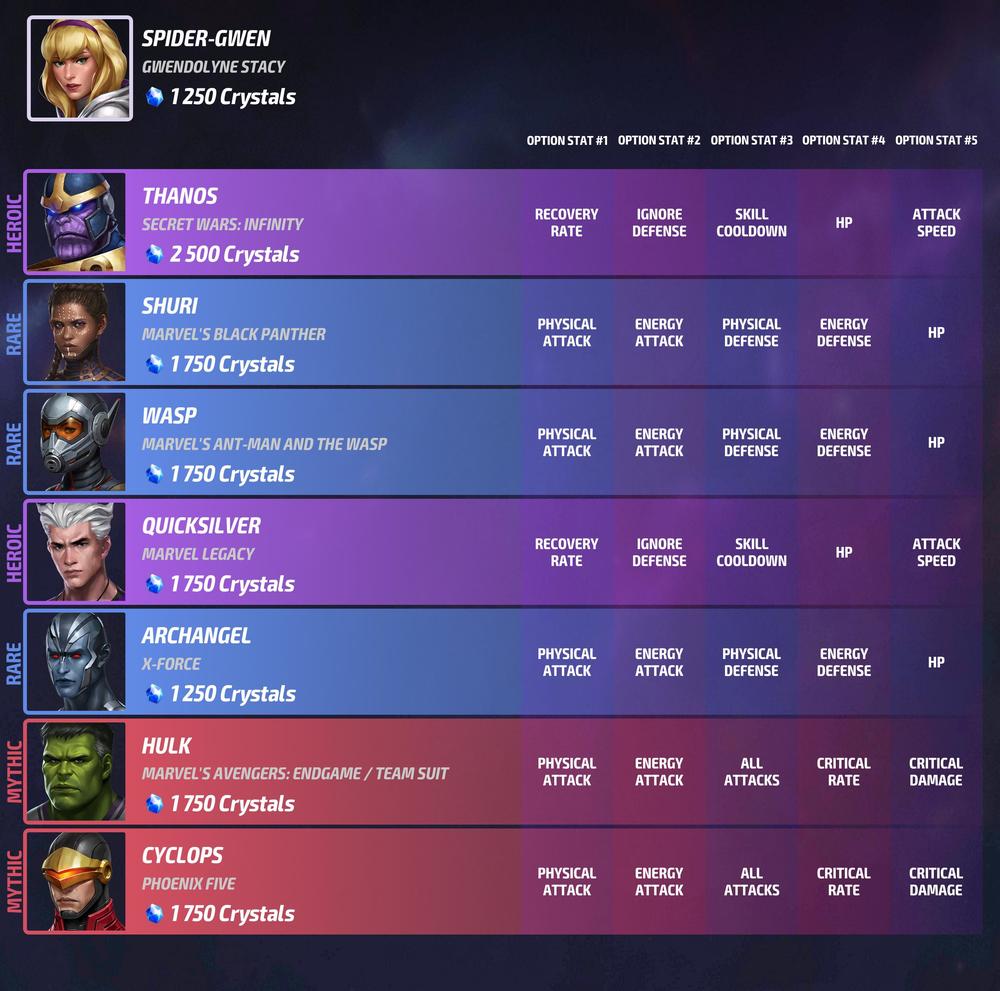 SPIDER-GWEN
GWENDOLYNE STACY
1 250 Crystals
OPTION STAT #1 OPTION STAT #2 OPTION STAT #3 OPTION STAT #4 OPTION STAT #5
HEROIC
THANOS
SECRET WARS: INFINITY
2 500 Crystals
RECOVERY
RATE
IGNORE
DEFENSE
SKILL
COOLDOWN
HP
ATTACK
SPEED
RARE
SHURI
MARVEL'S BLACK PANTHER
1 750 Crystals
PHYSICAL
ATTACK
ENERGY
ATTACK
PHYSICAL
DEFENSE
ENERGY
DEFENSE
HP
RARE
WASP
MARVEL'S ANT-MAN AND THE WASP
1 750 Crystals
PHYSICAL
ATTACK
ENERGY
ATTACK
PHYSICAL
DEFENSE
ENERGY
DEFENSE
HP
HEROIC
QUICKSILVER
MARVEL LEGACY
1 750 Crystals
RECOVERY
RATE
IGNORE
DEFENSE
SKILL
COOLDOWN
HP
ATTACK
SPEED
RARE
ARCHANGEL
X-FORCE
1 250 Crystals
PHYSICAL
ATTACK
ENERGY
ATTACK
PHYSICAL
DEFENSE
ENERGY
DEFENSE
HP
MYTHIC
HULK
MARVEL'S AVENGERS: ENDGAME / TEAM SUIT
1 750 Crystals
PHYSICAL
ATTACK
ENERGY
ATTACK
ALL
ATTACKS
CRITICAL
RATE
CRITICAL
DAMAGE
MYTHIC
CYCLOPS
PHOENIX FIVE
1 750 Crystals
PHYSICAL
ATTACK
ENERGY
ATTACK
ALL
ATTACKS
CRITICAL
RATE
CRITICAL
DAMAGE